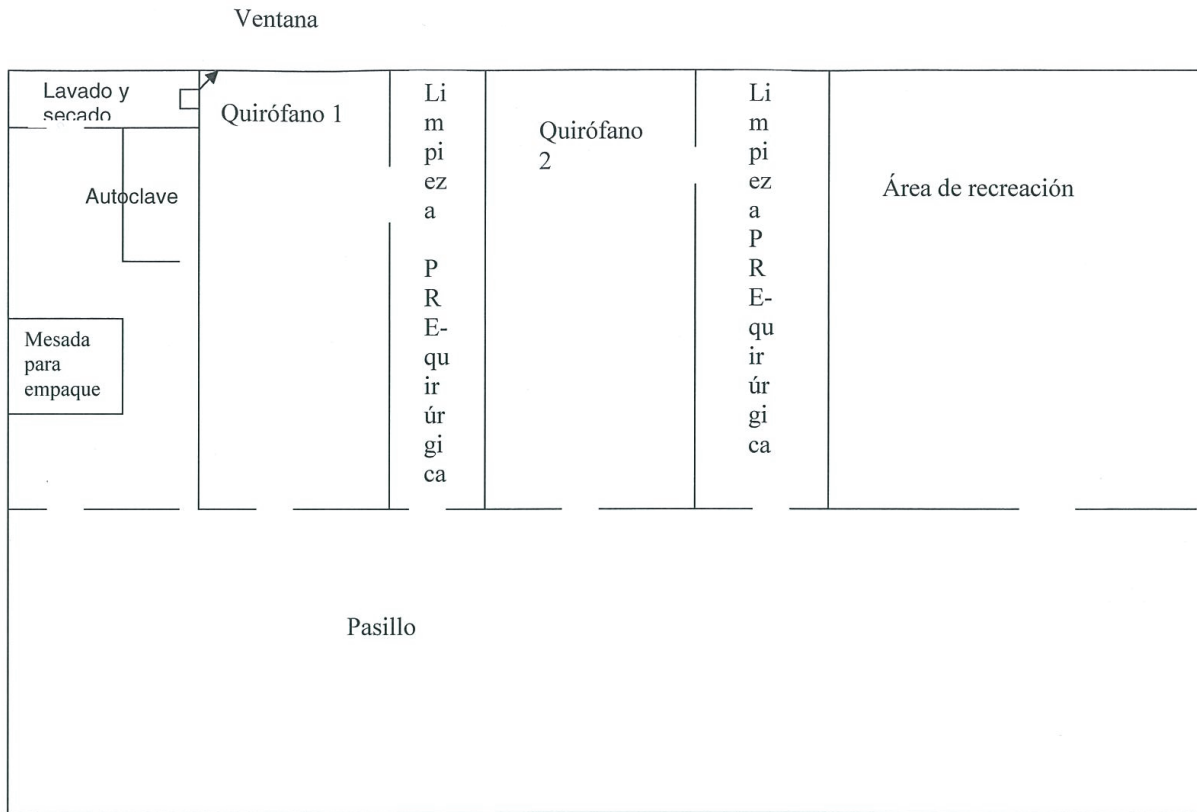 Ventana
Lavado y
secado
Autoclave
Mesada
para
empaque
Quirófano 1
Li
m
pi
ez
a
P
R
E-
qu
ir
úr
gi
ca
Quirófano
2
Li
m
pi
ez
a
P
R
E-
qu
ir
úr
gi
ca
Área de recreación
Pasillo